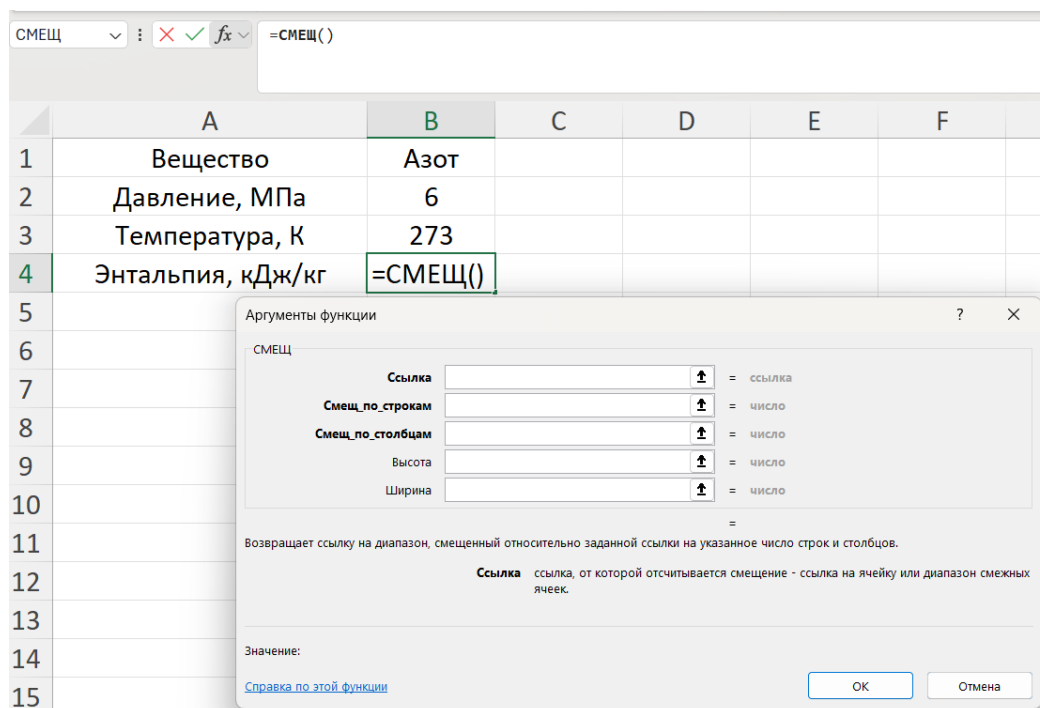 СМЕЩ fx =СМЕЩ()
A B C D E F
1 Вещество Азот
2 Давление, МПа 6
3 Температура, К 273
4 Энтальпия, кДж/кг =СМЕЩ()
5
Аргументы функции ? ×
6
СМЕЩ
Ссылка = ссылка
7
Смещ_по_строкам = число
8
Смещ_по_столбцам = число
9
Высота = число
Ширина = число
10
=
11
Возвращает ссылку на диапазон, смещенный относительно заданной ссылки на указанное число строк и столбцов.
12
Ссылка ссылка, от которой отсчитывается смещение - ссылка на ячейку или диапазон смежных
ячеек.
13
14
Значение:
15
Справка по этой функции ОК Отмена